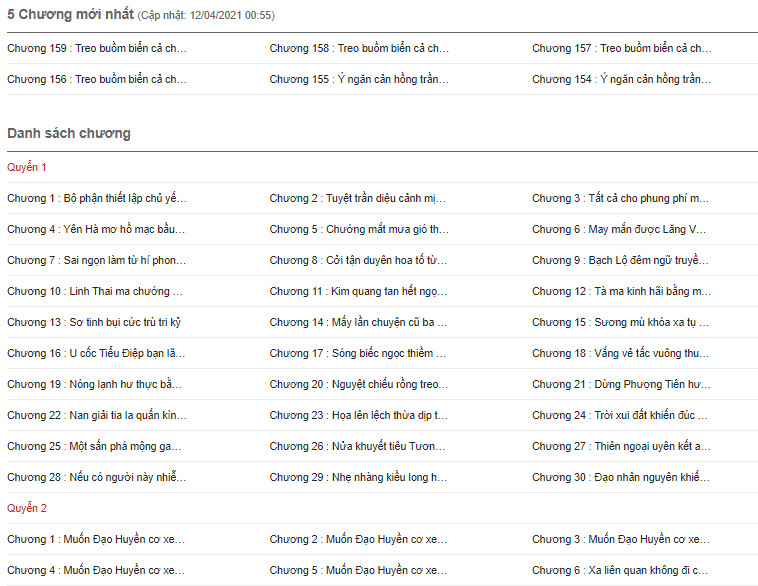 5 Chương mới nhất (Cập nhật: 12/04/2021 00:55)
Chương 159 : Treo buồm biển cả ch… Chương 158 : Treo buồm biển cả ch… Chương 157 : Treo buồm biển cả ch…
Chương 156 : Treo buồm biển cả ch… Chương 155 : Ý ngăn cản hồng trần… Chương 154 : Ý ngăn cản hồng trần…
Danh sách chương
Quyển 1
Chương 1 : Bộ phận thiết lập chủ yế… Chương 2 : Tuyệt trần diệu cảnh mị… Chương 3 : Tất cả cho phung phí m…
Chương 4 : Yên Hà mơ hồ mạc bầu… Chương 5 : Chướng mắt mưa gió th… Chương 6 : May mắn được Lăng V…
Chương 7 : Sai ngọn làm từ hí phon… Chương 8 : Cởi tận duyên hoa tố từ… Chương 9 : Bạch Lộ đêm ngữ truyề…
Chương 10 : Linh Thai ma chướng … Chương 11 : Kim quang tan hết ngọ… Chương 12 : Tà ma kinh hãi bằng m…
Chương 13 : Sơ tinh bụi cức trù tri kỷ Chương 14 : Mấy lần chuyện cũ ba … Chương 15 : Sương mù khóa xa tụ …
Chương 16 : U cốc Tiểu Điệp bạn lã… Chương 17 : Sóng biếc ngọc thiềm … Chương 18 : Vắng vẻ tấc vuông thu…
Chương 19 : Nóng lạnh hư thực bằ… Chương 20 : Nguyệt chiếu rồng treo… Chương 21 : Dừng Phượng Tiên hư…
Chương 22 : Nan giải tia la quấn kín… Chương 23 : Họa lên lệch thừa dịp t… Chương 24 : Trời xui đất khiến đúc …
Chương 25 : Một sấn phá mộng ga… Chương 26 : Nửa khuyết tiêu Tươn… Chương 27 : Thiên ngoại uyên kết a…
Chương 28 : Nếu có người này nhiễ… Chương 29 : Nhẹ nhàng kiều long h… Chương 30 : Đạo nhân nguyên khiế…
Quyển 2
Chương 1 : Muốn Đạo Huyền cơ xe… Chương 2 : Muốn Đạo Huyền cơ xe… Chương 3 : Muốn Đạo Huyền cơ xe…
Chương 4 : Muốn Đạo Huyền cơ xe… Chương 5 : Muốn Đạo Huyền cơ xe… Chương 6 : Xa liên quan không đi c…